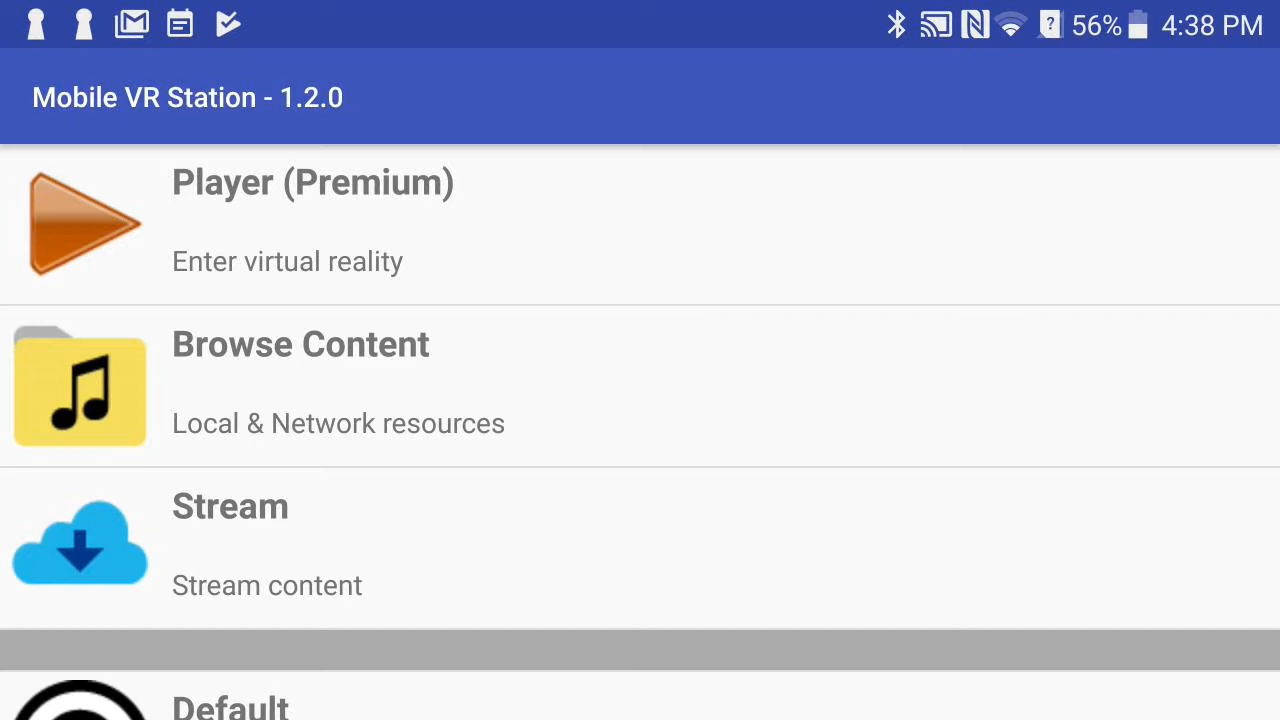 56% 4:38 PM
Mobile VR Station - 1.2.0
Player (Premium)
Enter virtual reality
Browse Content
Local & Network resources
Stream
Stream content
Default